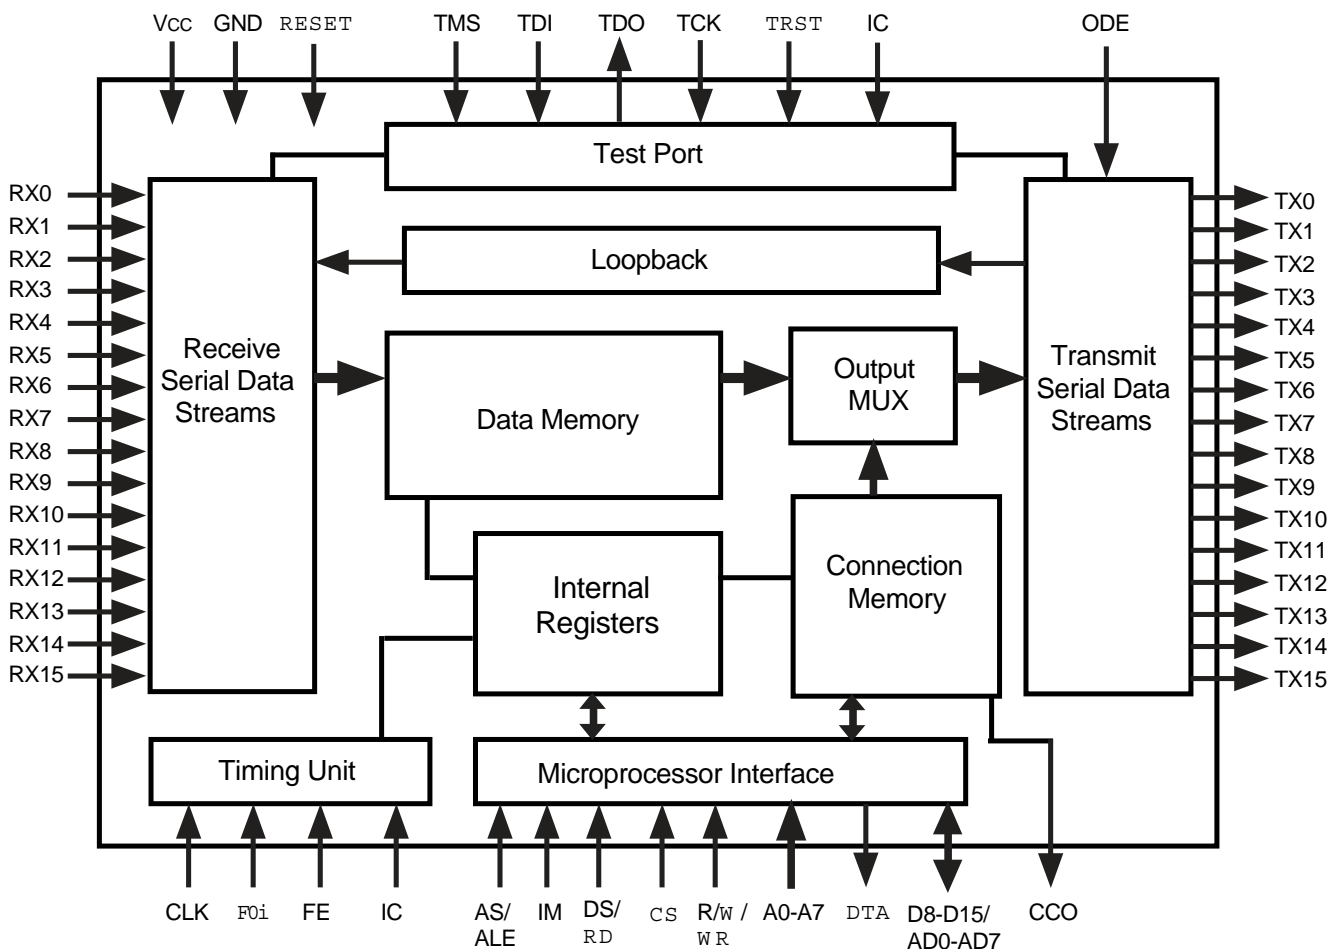 Vcc GND RESET TMS TDI TDO TCK TRST IC ODE
Test Port
RX0
RX1
RX2
RX3
RX4
RX5
RX6
RX7
RX8
RX9
RX10
RX11
RX12
RX13
RX14
RX15
Receive
Serial Data
Streams
Loopback
Data Memory
Output
MUX
Internal
Registers
Connection
Memory
Transmit
Serial Data
Streams
TX0
TX1
TX2
TX3
TX4
TX5
TX6
TX7
TX8
TX9
TX10
TX11
TX12
TX13
TX14
TX15
Timing Unit
Microprocessor Interface
CLK F0i FE IC AS/ IM DS/ CS R/W / A0-A7 DTA D8-D15/ CCO
ALE RD WR AD0-AD7